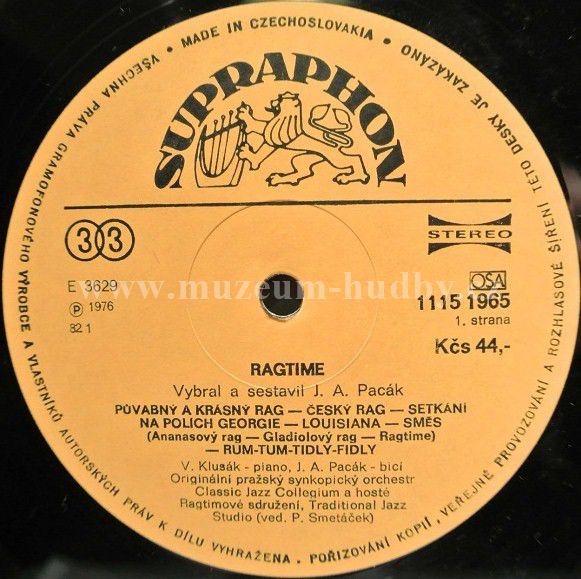 VŠECHNA PRÁVA GRAMOFONOVÉHO VÝROBCE A VLASTNÍKŮ AUTORSKÝCH PRÁV K DÍLU VYHRAŽENA. • POŘIZOVÁNÍ KOPIÍ, VEŘEJNÉ PROVOZOVÁNÍ A ROZHLASOVÉ ŠÍŘENÍ TÉTO DESKY JE ZAKÁZÁNO
• MADE IN CZECHOSLOVAKIA •
SUPRAPHON
33
STEREO
E 3629
OSA
℗ 1976
1115 1965
82 1
1. strana
www.muzeum-hudby.
Kčs 44,-
RAGTIME
Vybral a sestavil J. A. Pacák
PŮVABNÝ A KRÁSNÝ RAG — ČESKÝ RAG — SETKÁNÍ
NA POLÍCH GEORGIE — LOUISIANA — SMĚS
(Ananasový rag — Gladiolový rag — Ragtime)
— RUM-TUM-TIDLY-FIDLY
V. Klusák - piano, J. A. Pacák - bicí
Originální pražský synkopický orchestr
Classic Jazz Collegium a hosté
Ragtimové sdružení, Traditional Jazz
Studio (ved. P. Smetáček)